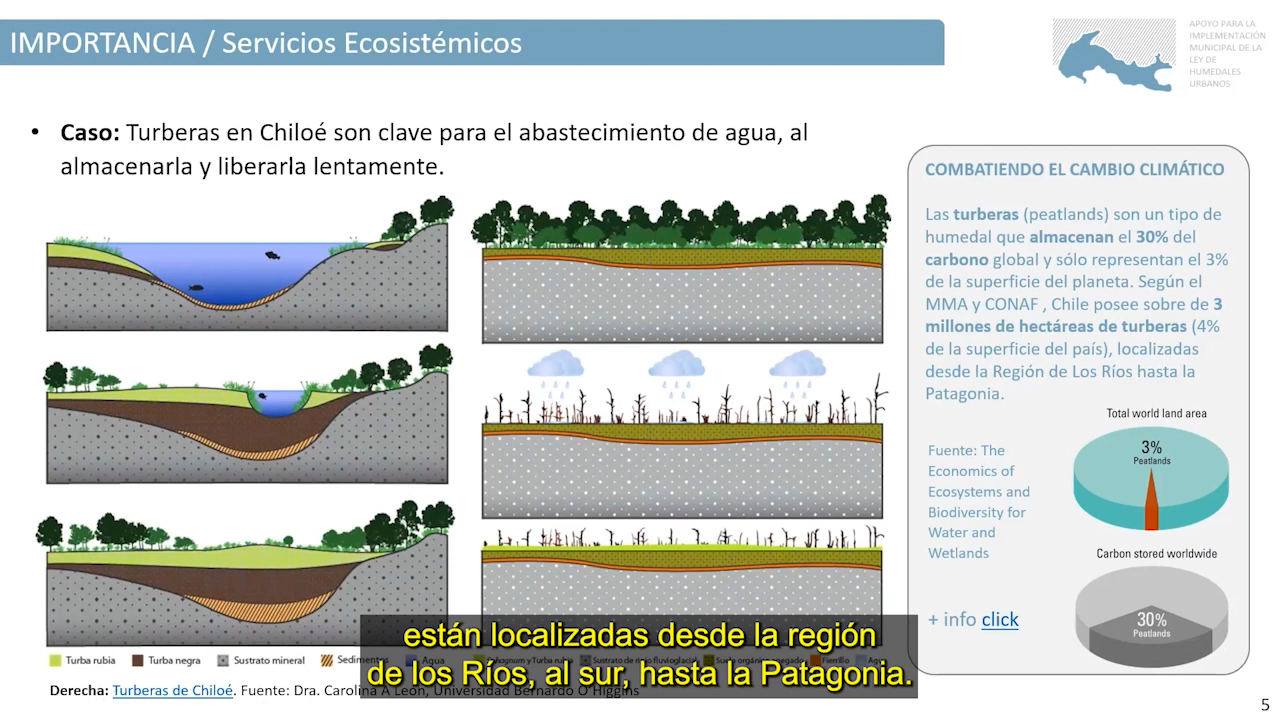 IMPORTANCIA / Servicios Ecosistémicos
APOYO PARA LA
IMPLEMENTACIÓN
MUNICIPAL DE LA
LEY DE
HUMEDALES
URBANOS
• Caso: Turberas en Chiloé son clave para el abastecimiento de agua, al
almacenarla y liberarla lentamente.
COMBATIENDO EL CAMBIO CLIMÁTICO
Las turberas (peatlands) son un tipo de
humedal que almacenan el 30% del
carbono global y sólo representan el 3%
de la superficie del planeta. Según el
MMA y CONAF , Chile posee sobre de 3
millones de hectáreas de turberas (4%
de la superficie del país), localizadas
desde la Región de Los Ríos hasta la
Patagonia.
Total world land area
3%
Peatlands
Fuente: The
Economics of
Ecosystems and
Biodiversity for
Water and
Wetlands
Carbon stored worldwide
30%
Peatlands
+ info click
están localizadas desde la región
de los Ríos, al sur, hasta la Patagonia.
Turba rubia Turba negra Sustrato mineral Sedimentos Agua
Derecha: Turberas de Chiloé. Fuente: Dra. Carolina A León, Universidad Bernardo O'Higgins
5